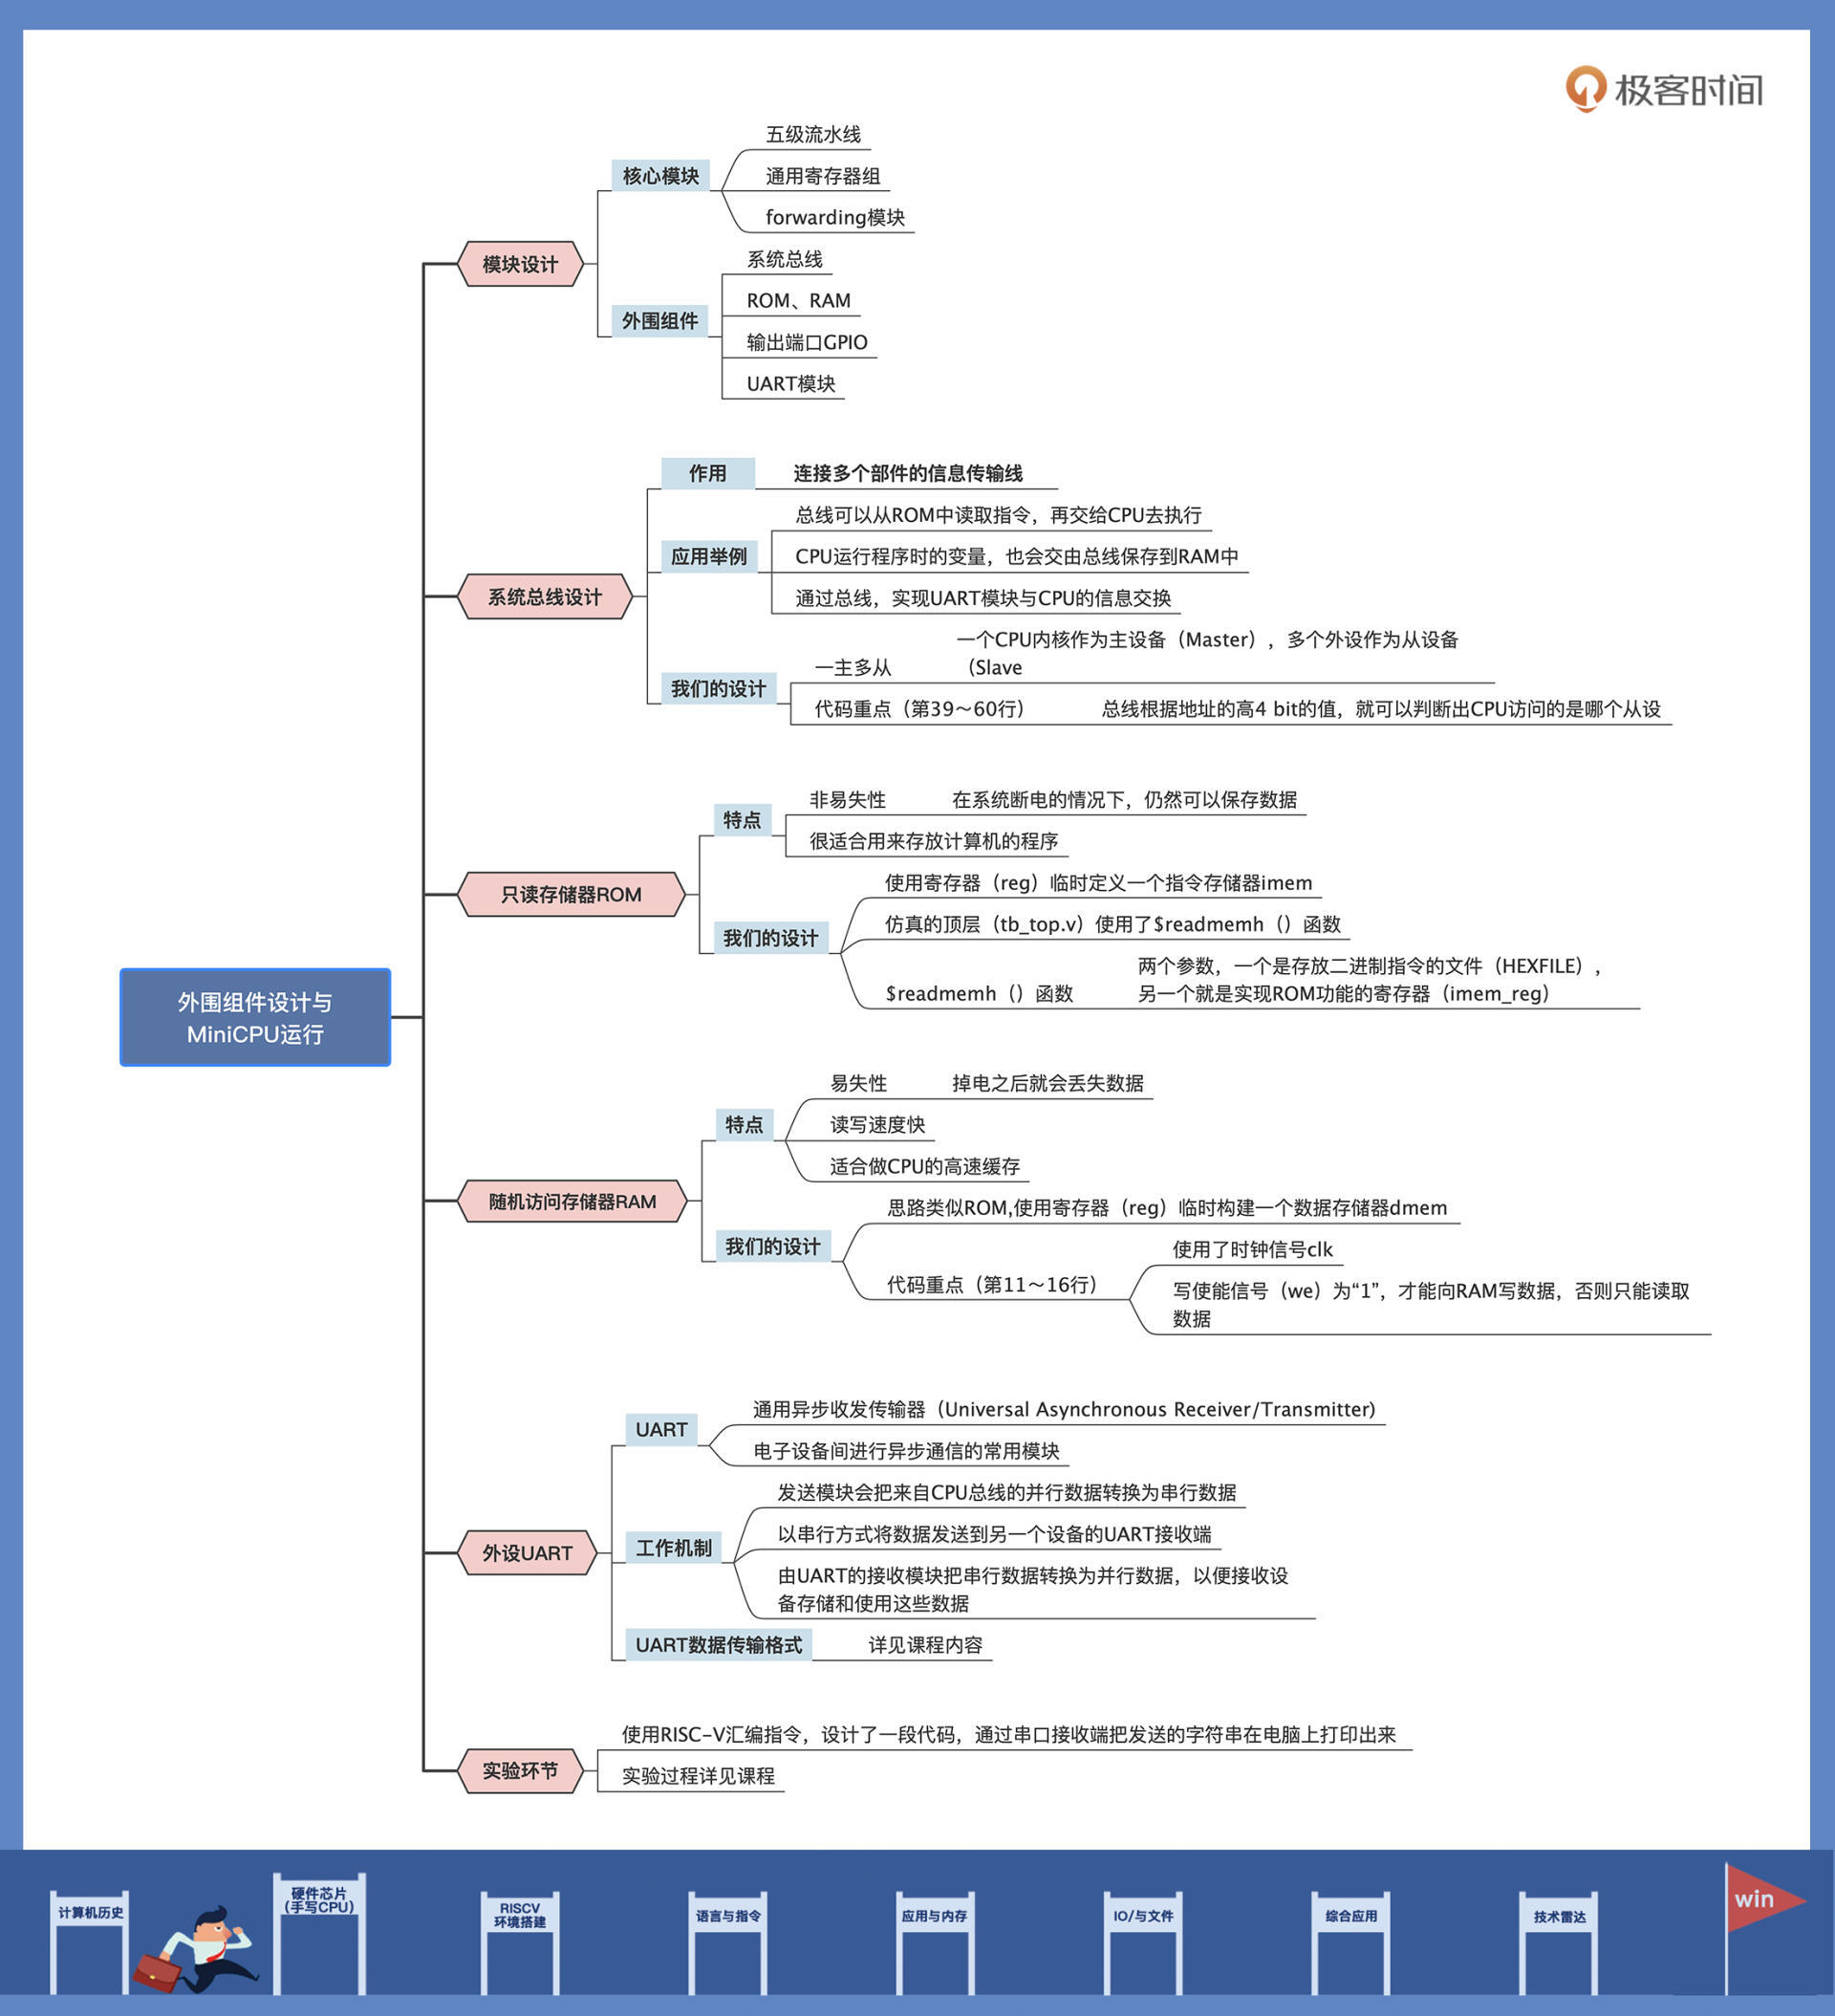 极客时间
外围组件设计与
MiniCPU运行
模块设计
核心模块
五级流水线
通用寄存器组
forwarding模块
外围组件
系统总线
ROM、RAM
输出端口GPIO
UART模块
系统总线设计
作用
连接多个部件的信息传输线
应用举例
总线可以从ROM中读取指令，再交给CPU去执行
CPU运行程序时的变量，也会交由总线保存到RAM中
通过总线，实现UART模块与CPU的信息交换
我们的设计
一主多从
一个CPU内核作为主设备（Master），多个外设作为从设备
（Slave
代码重点（第39～60行）
总线根据地址的高4 bit的值，就可以判断出CPU访问的是哪个从设
只读存储器ROM
特点
非易失性
在系统断电的情况下，仍然可以保存数据
很适合用来存放计算机的程序
我们的设计
使用寄存器（reg）临时定义一个指令存储器imem
仿真的顶层（tb_top.v）使用了$readmemh（）函数
$readmemh（）函数
两个参数，一个是存放二进制指令的文件（HEXFILE），
另一个就是实现ROM功能的寄存器（imem_reg）
随机访问存储器RAM
特点
易失性
掉电之后就会丢失数据
读写速度快
适合做CPU的高速缓存
我们的设计
思路类似ROM,使用寄存器（reg）临时构建一个数据存储器dmem
代码重点（第11～16行）
使用了时钟信号clk
写使能信号（we）为“1”，才能向RAM写数据，否则只能读取
数据
外设UART
UART
通用异步收发传输器（Universal Asynchronous Receiver/Transmitter)
电子设备间进行异步通信的常用模块
工作机制
发送模块会把来自CPU总线的并行数据转换为串行数据
以串行方式将数据发送到另一个设备的UART接收端
由UART的接收模块把串行数据转换为并行数据，以便接收设
备存储和使用这些数据
UART数据传输格式
详见课程内容
实验环节
使用RISC-V汇编指令，设计了一段代码，通过串口接收端把发送的字符串在电脑上打印出来
实验过程详见课程
计算机历史
硬件芯片
(手写CPU)
RISCV
环境搭建
语言与指令
应用与内存
IO/与文件
综合应用
技术雷达
win